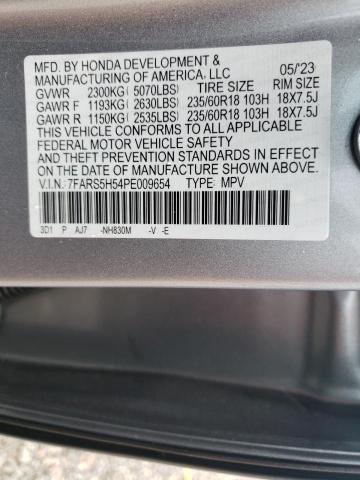 MFD. BY HONDA DEVELOPMENT & 05/'23
MANUFACTURING OF AMERICA, LLC
GVWR 2300KG (5070LBS) TIRE SIZE RIM SIZE
GAWR F 1193KG (2630LBS) 235/60R18 103H 18X7.5J
GAWR R 1150KG (2535LBS) 235/60R18 103H 18X7.5J
THIS VEHICLE CONFORMS TO ALL APPLICABLE
FEDERAL MOTOR VEHICLE SAFETY
AND THEFT PREVENTION STANDARDS IN EFFECT
ON THE DATE OF MANUFACTURE SHOWN ABOVE.
V.I.N.: 7FARS5H54PE009654 TYPE: MPV
3D1 P AJ7 -NH830M -V -E